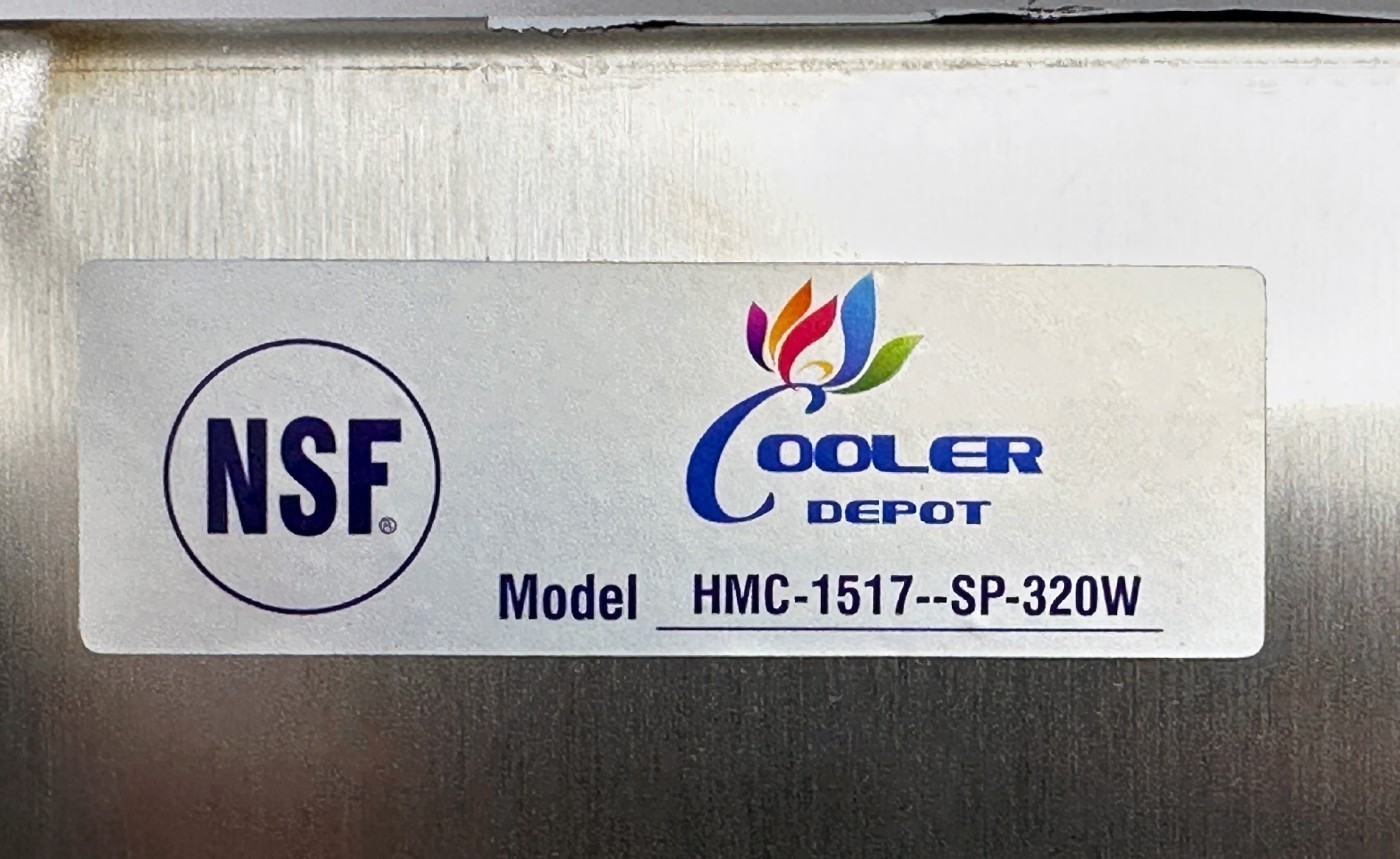 NSF®
COOLER
DEPOT
Model HMC-1517--SP-320W